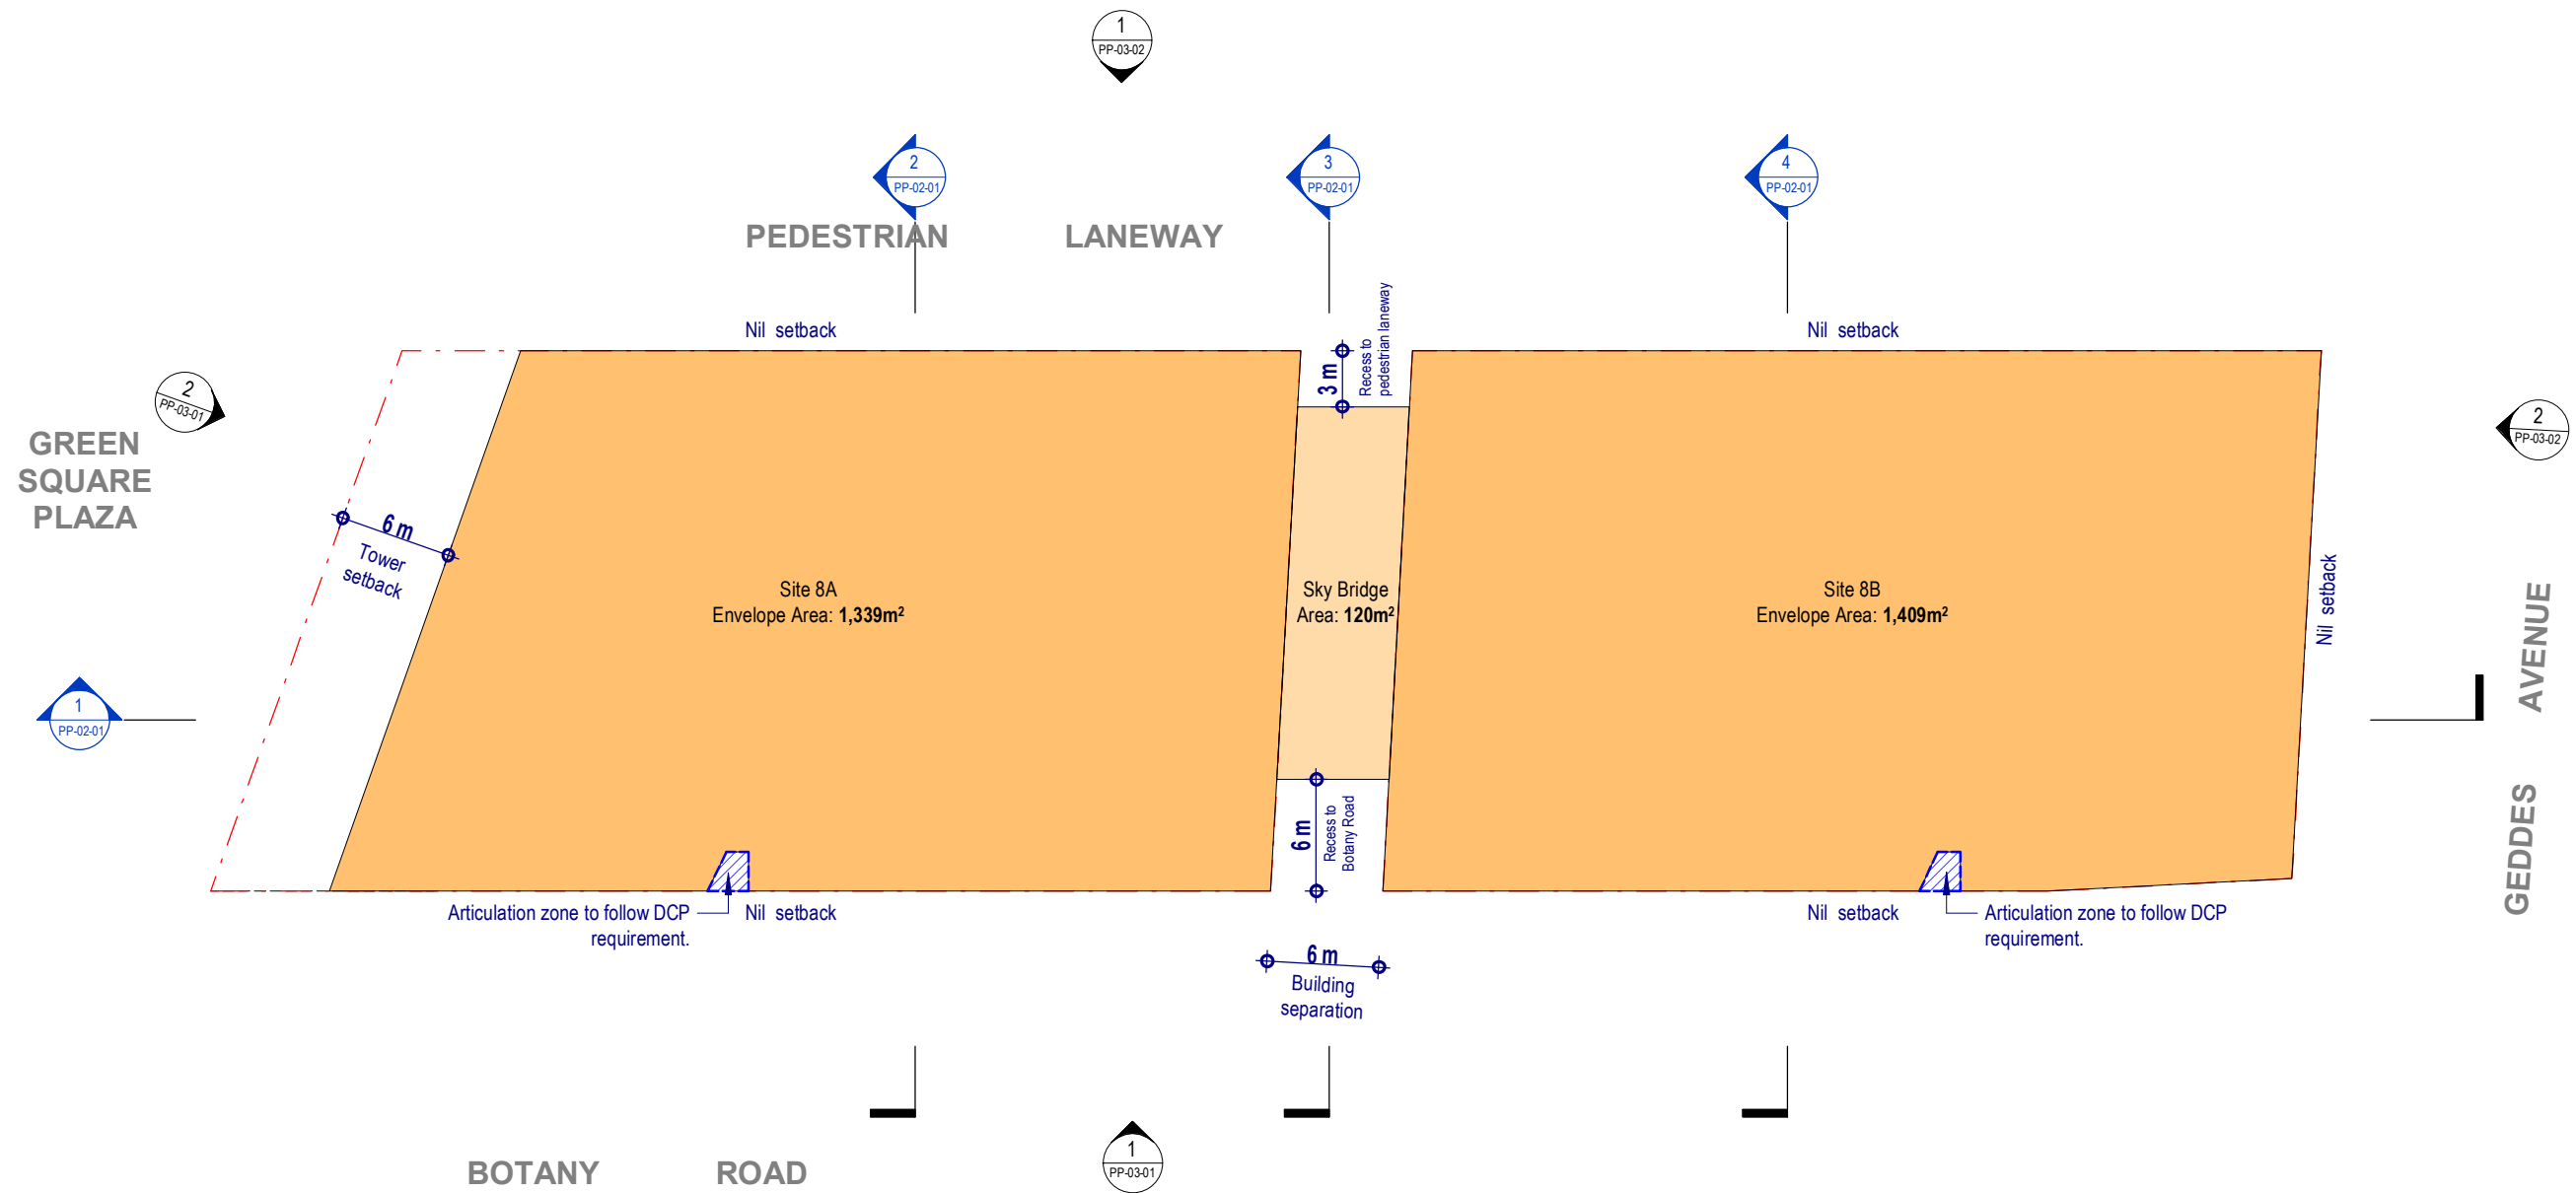 1
PP-03-02
2
PP-02-01
3
PP-02-01
4
PP-02-01
PEDESTRIAN LANEWAY
Nil setback
Nil setback
3 m
Recess to
pedestrian laneway
2
PP-03-01
2
PP-03-02
GREEN
SQUARE
PLAZA
6 m
Tower
setback
Site 8A
Envelope Area: 1,339m²
Sky Bridge
Area: 120m²
Site 8B
Envelope Area: 1,409m²
Nil setback
GEDDES AVENUE
1
PP-02-01
6 m
Recess to
Botany Road
Articulation zone to follow DCP
requirement.
Nil setback
Nil setback
Articulation zone to follow DCP
requirement.
6 m
Building
separation
BOTANY ROAD
1
PP-03-01